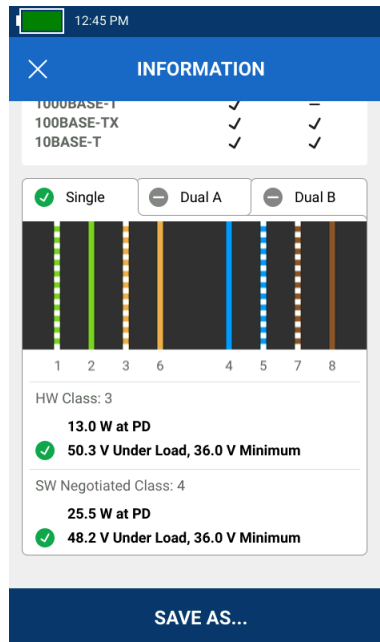 12:45 PM
INFORMATION
1000BASE-T
100BASE-TX
10BASE-T
Single
Dual A
Dual B
1 2 3 6 4 5 7 8
HW Class: 3
13.0 W at PD
50.3 V Under Load, 36.0 V Minimum
SW Negotiated Class: 4
25.5 W at PD
48.2 V Under Load, 36.0 V Minimum
SAVE AS...